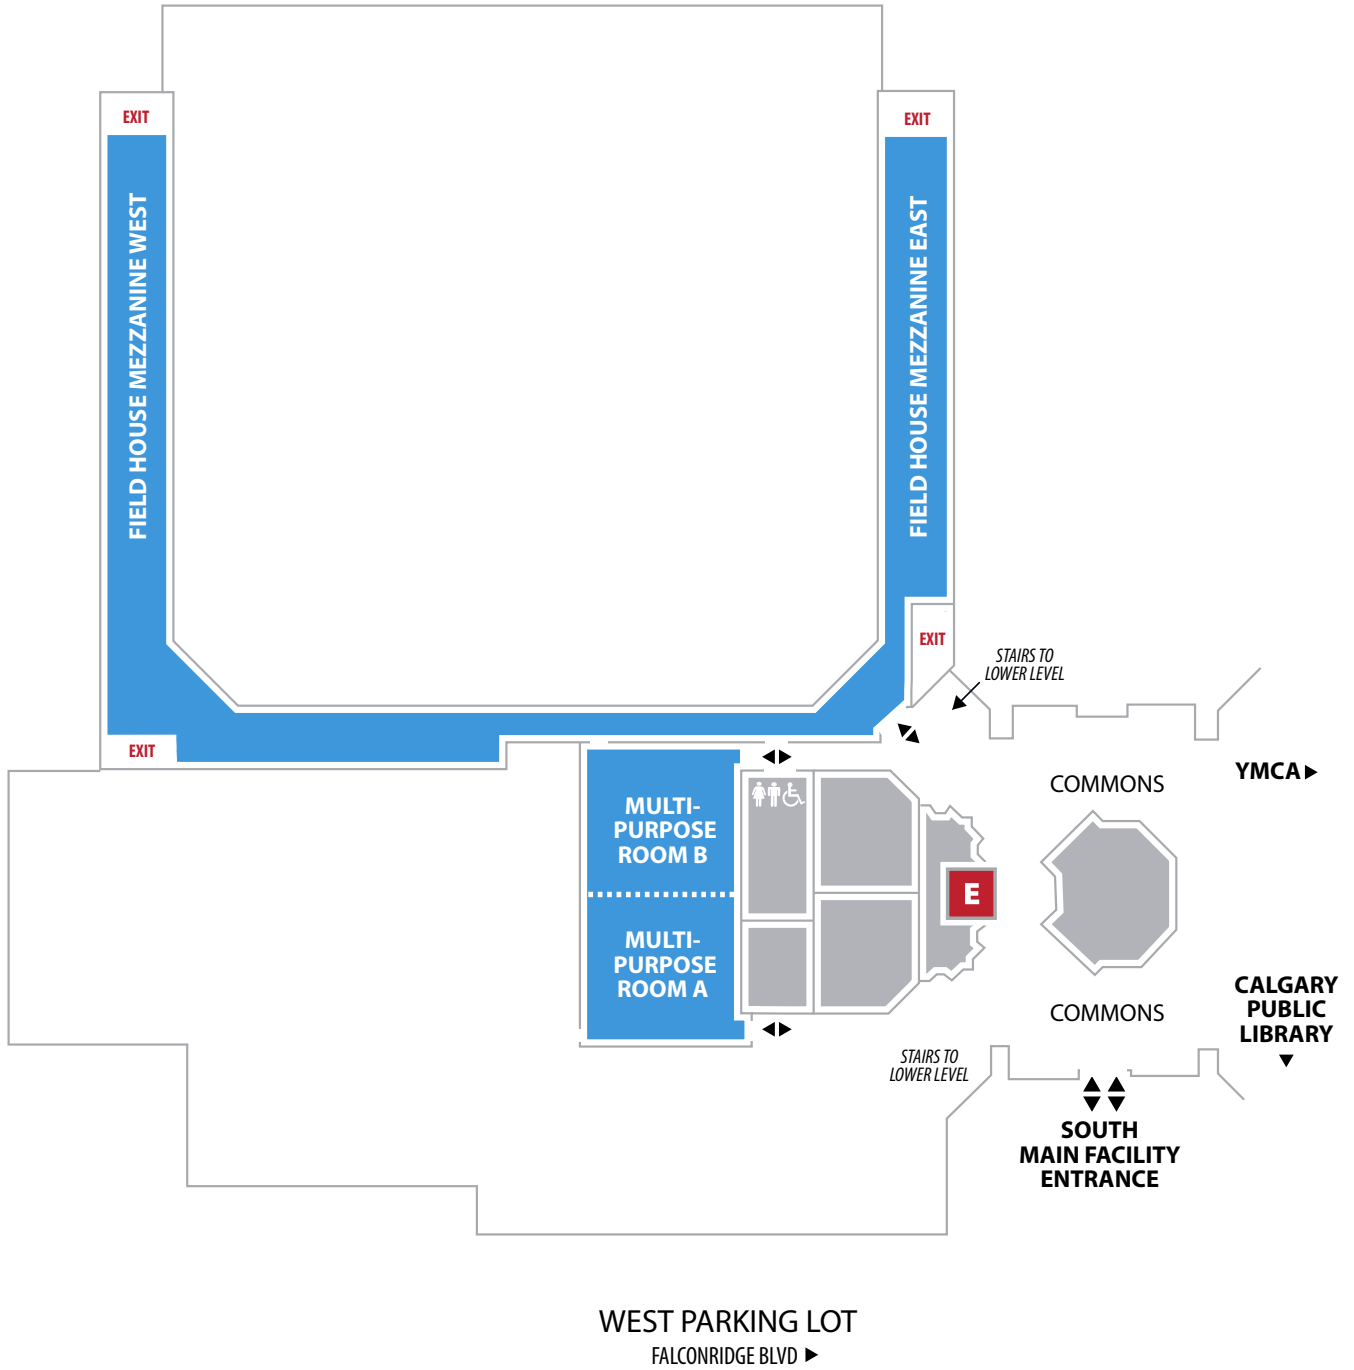 EXIT
EXIT
FIELD HOUSE MEZZANINE WEST
FIELD HOUSE MEZZANINE EAST
EXIT
STAIRS TO
LOWER LEVEL
EXIT
YMCA
COMMONS
MULTI-
PURPOSE
ROOM B
E
MULTI-
PURPOSE
ROOM A
CALGARY
PUBLIC
LIBRARY
COMMONS
STAIRS TO
LOWER LEVEL
SOUTH
MAIN FACILITY
ENTRANCE
WEST PARKING LOT
FALCONRIDGE BLVD